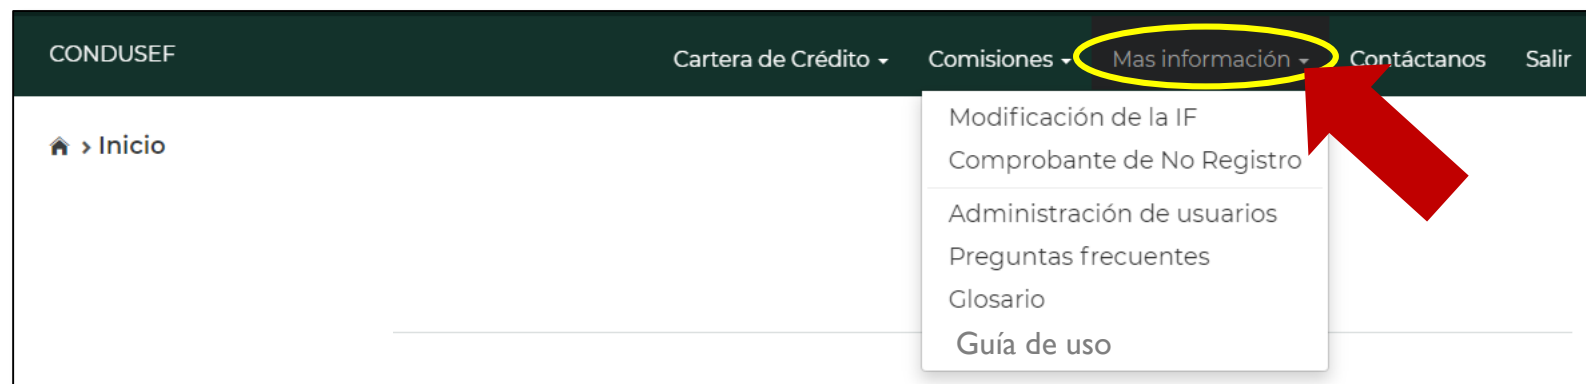 CONDUSEF
Cartera de Crédito
Comisiones
Mas información
Contáctanos
Salir
> Inicio
Modificación de la IF
Comprobante de No Registro
Administración de usuarios
Preguntas frecuentes
Glosario
Guía de uso